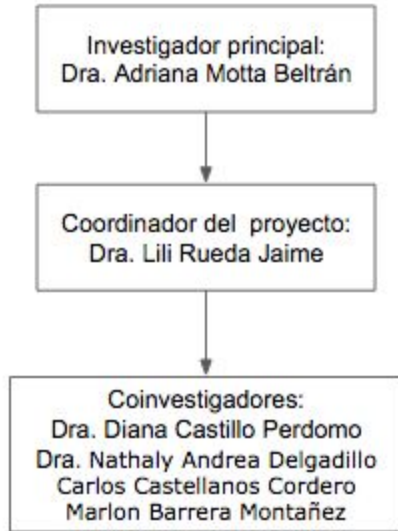 Investigador principal:
Dra. Adriana Motta Beltrán
Coordinador del proyecto:
Dra. Lili Rueda Jaime
Coinvestigadores:
Dra. Diana Castillo Perdomo
Dra. Nathaly Andrea Delgadillo
Carlos Castellanos Cordero
Marlon Barrera Montañez